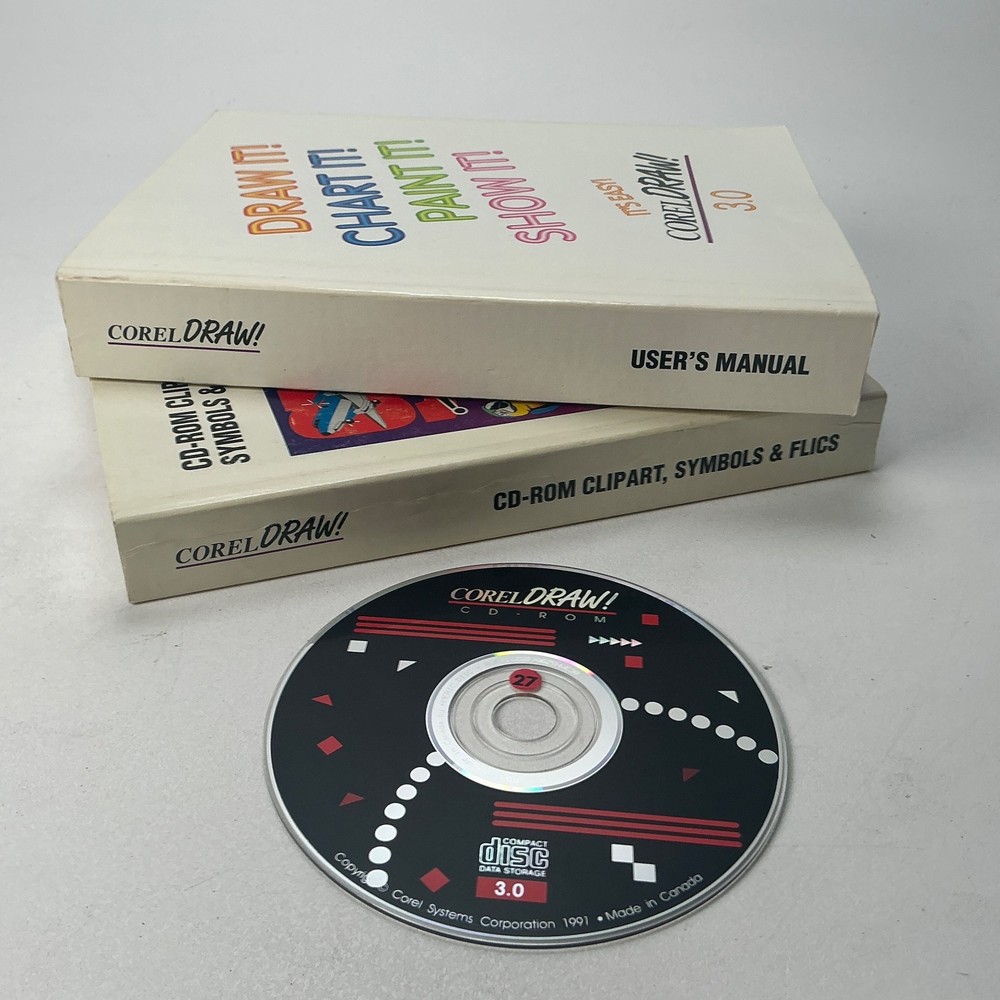 DRAW IT!
CHART IT!
PAINT IT!
SHOW IT!
IT'S EASY!
CORELDRAW!
3.0
CORELDRAW!
USER'S MANUAL
CD-ROM
SYMBOLS &
CORELDRAW!
CD-ROM CLIPART, SYMBOLS & FLICS
CORELDRAW!
CD-ROM
27
COMPACT
disc
DATA STORAGE
3.0
Corel Systems Corporation 1991 • Made in Canada